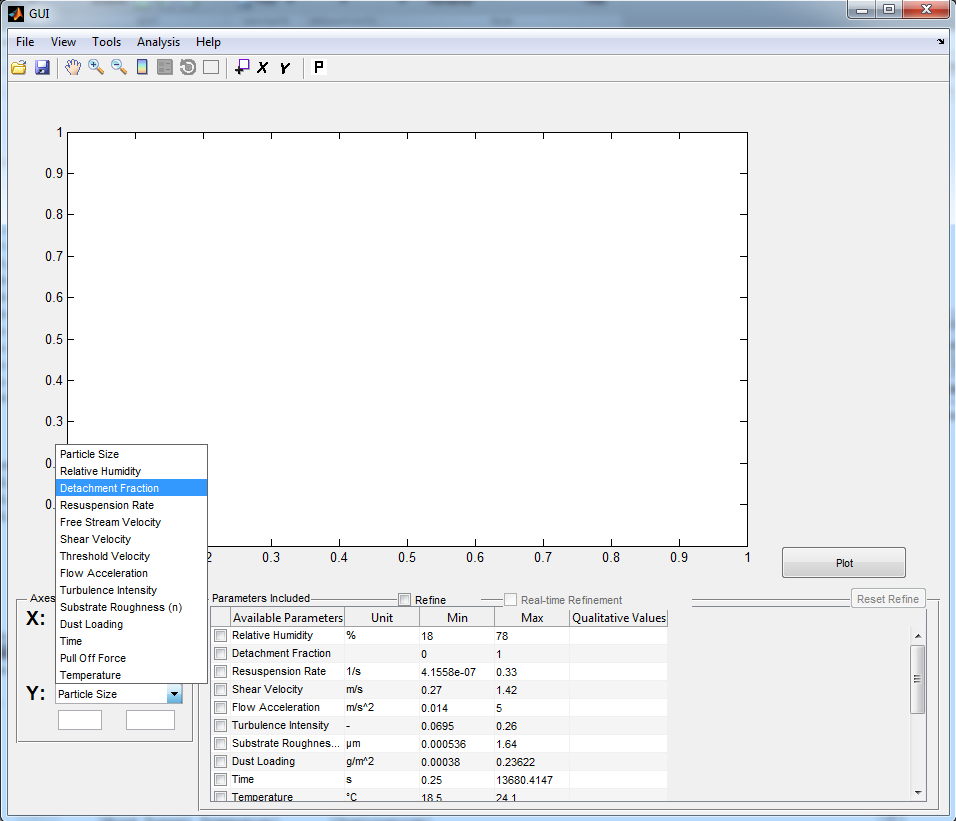 GUI
File View Tools Analysis Help
X Y P
1
0.9
0.8
0.7
0.6
0.5
0.4
0.3
0.
0.
2 0.3 0.4 0.5 0.6 0.7 0.8 0.9 1
Particle Size
Relative Humidity
Detachment Fraction
Resuspension Rate
Free Stream Velocity
Shear Velocity
Threshold Velocity
Flow Acceleration
Turbulence Intensity
Substrate Roughness (n)
Dust Loading
Time
Pull Off Force
Temperature
Plot
Axes
X:
Y: Particle Size
Parameters Included Refine Real-time Refinement Reset Refine
Available Parameters Unit Min Max Qualitative Values
Relative Humidity % 18 78
Detachment Fraction 0 1
Resuspension Rate 1/s 4.1558e-07 0.33
Shear Velocity m/s 0.27 1.42
Flow Acceleration m/s^2 0.014 5
Turbulence Intensity - 0.0695 0.26
Substrate Roughnes... µm 0.000536 1.64
Dust Loading g/m^2 0.00038 0.23622
Time s 0.25 13680.4147
Temperature °C 18.5 24.1